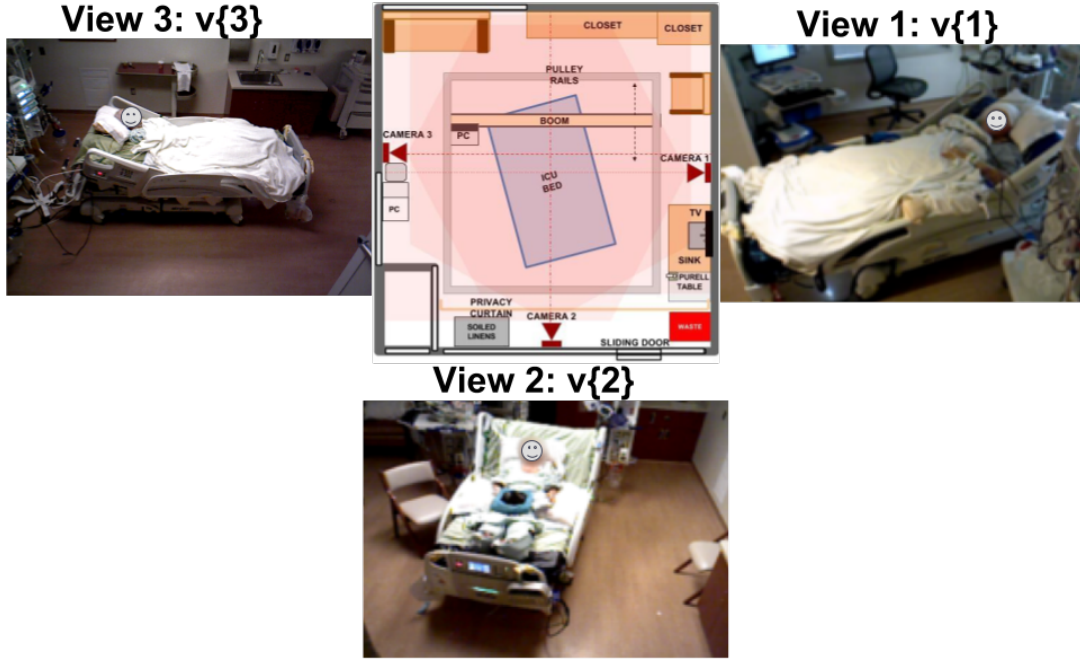 View 3: v{3}
View 1: v{1}
CLOSET
CLOSET
PULLEY
RAILS
BOOM
PC
CAMERA 3
CAMERA 1
ICU
BED
PC
TV
SINK
PURELL
TABLE
PRIVACY
CURTAIN
CAMERA 2
SOILED
LINENS
WASTE
SLIDING DOOR
View 2: v{2}